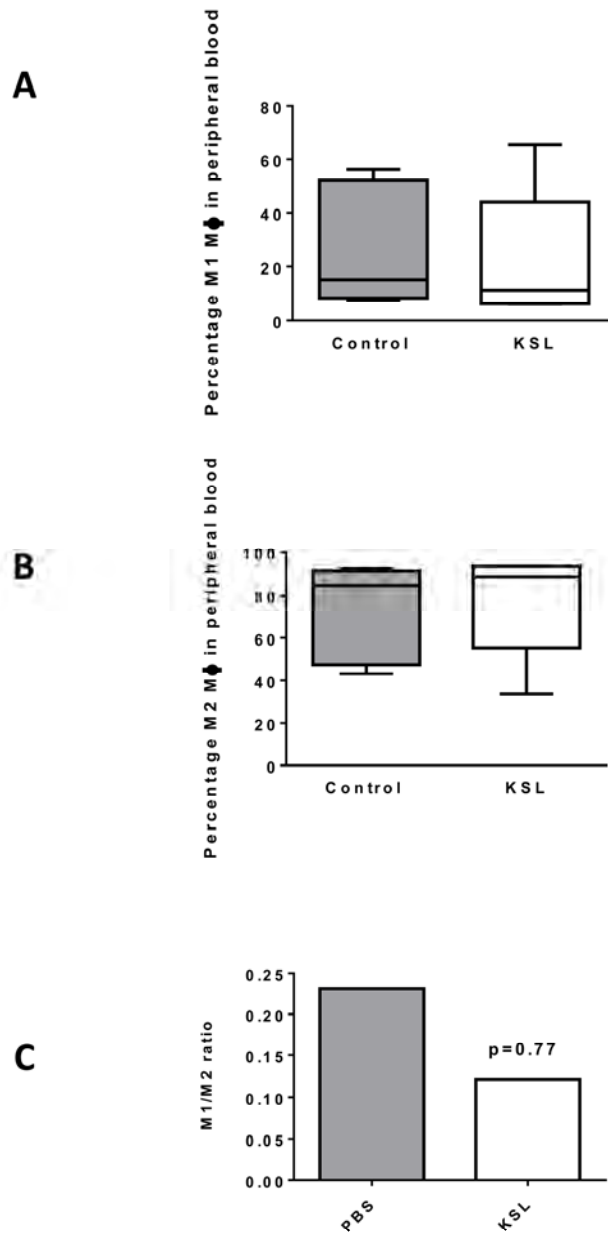 A
Percentage M1 Mϕ in peripheral blood
80
60
40
20
0
Control KSL
B
Percentage M2 Mϕ in peripheral blood
100
80
60
40
20
0
Control KSL
C
M1/M2 ratio
0.25
0.20
0.15
0.10
0.05
0.00
p=0.77
PBS KSL